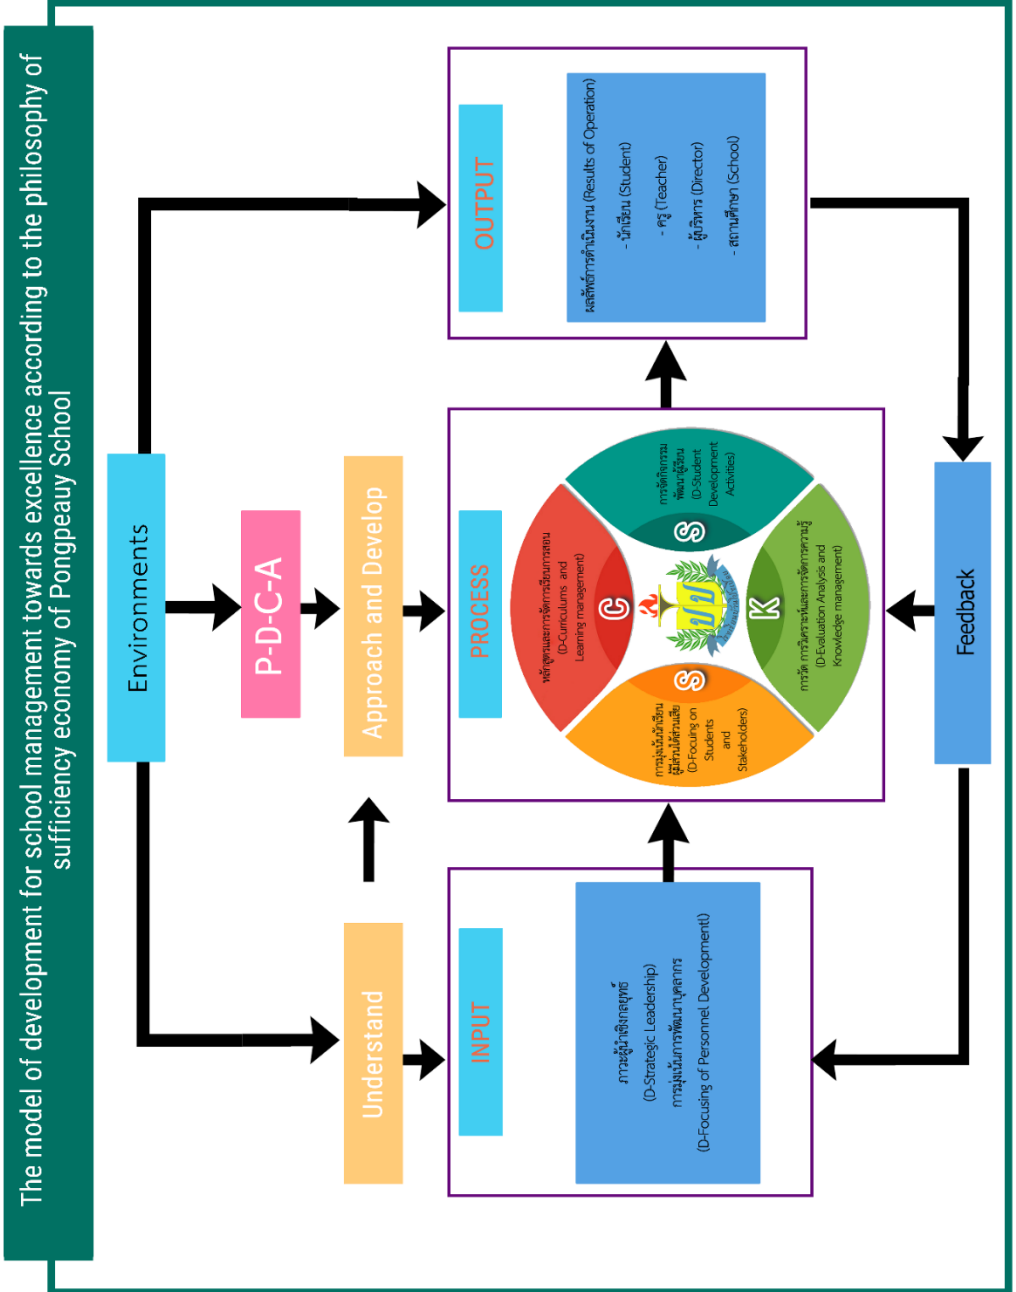 The model of development for school management towards excellence according to the philosophy of
sufficiency economy of Pongpeauy School
Environments
P-D-C-A
Understand
Approach and Develop
INPUT
ภาวะผู้นำเชิงกลยุทธ์
(D-Strategic Leadership)
การมุ่งเน้นการพัฒนาบุคลากร
(D-Focusing of Personnel Developmentl)
PROCESS
หลักสูตรและการจัดการเรียนการสอน
(D-Curriculums and
Learning management)
C
การมุ่งเน้นนักเรียน
ผู้มีส่วนได้ส่วนเสีย
(D-Focuing on
Students
and
Stakeholders)
S
ป ป
S
การจัดกิจกรรม
พัฒนาผู้เรียน
(D-Student
Development
Activities)
K
การวัด การวิเคราะห์และการจัดการความรู้
(D-Evaluation Analysis and
Knowledge management)
OUTPUT
ผลลัพธ์การดำเนินงาน (Results of Operation)
- นักเรียน (Student)
- ครู (Teacher)
- ผู้บริหาร (Director)
- สถานศึกษา (School)
Feedback